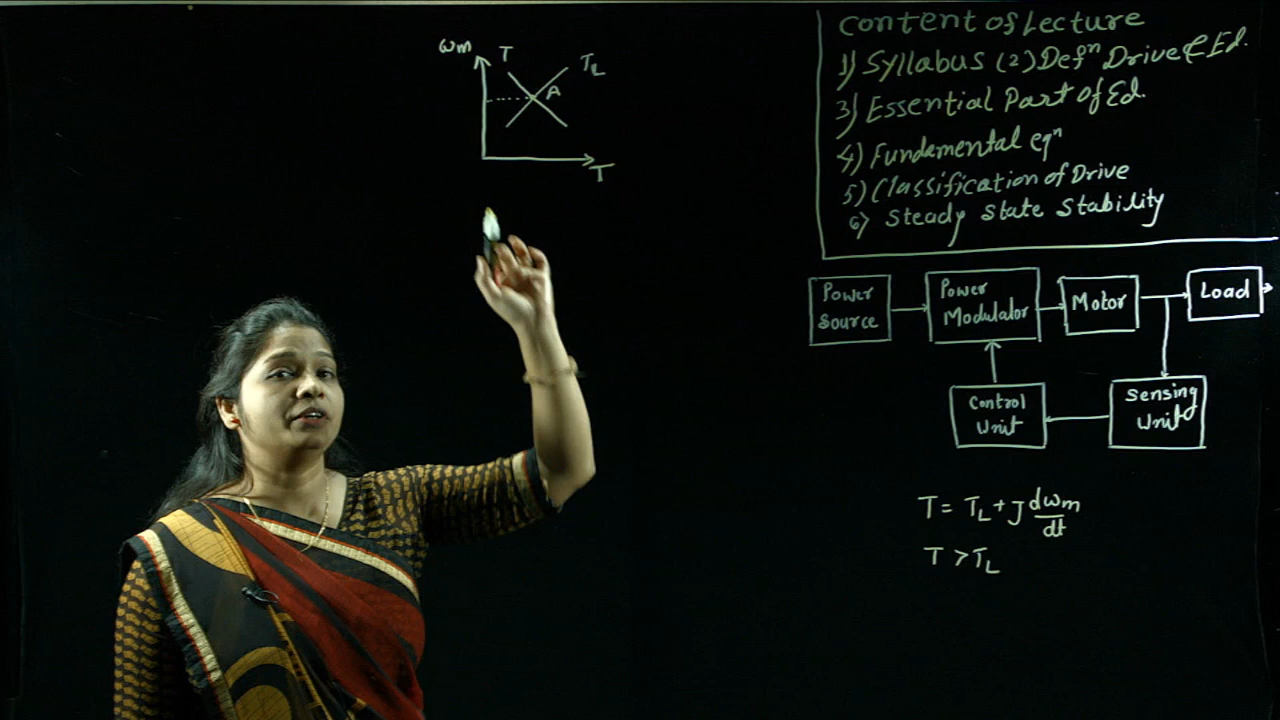 ωm T TL
A
T
Content of Lecture
1) Syllabus (2) Defⁿ Drive & Ed.
3) Essential Part of Ed.
4) Fundamental eqⁿ
5) Classification of Drive
6) Steady State Stability
Power Source
Power Modulator
Motor
Load
Control Unit
Sensing Unit
T = TL + J dωm/dt
T > TL